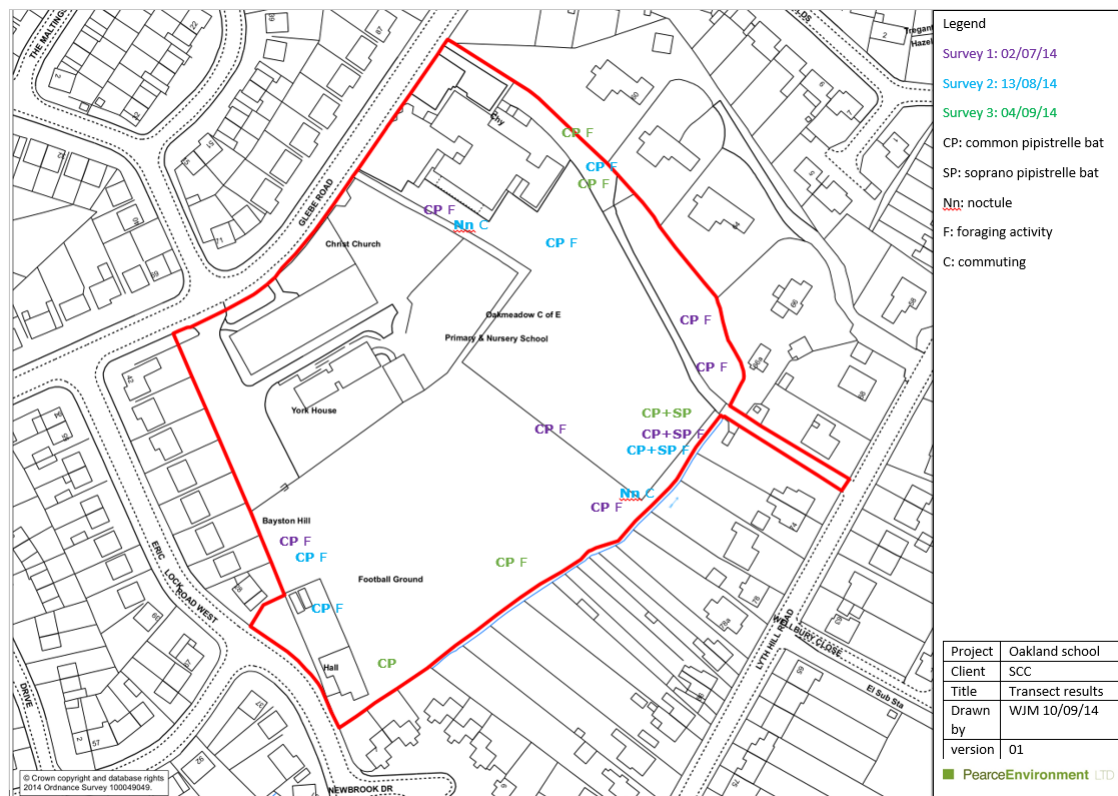 THE MALTINGS
GLEBE ROAD
Christ Church
Oakmeadow C of E
Primary & Nursery School
York House
Bayston Hill
Football Ground
Hall
ERIC LOCK ROAD WEST
DRIVE
NEWBROOK DR
LYTH HILL ROAD
WELLBURY CLOSE
El Sub Sta
CP F
CP F
CP F
CP F
Nn C
CP F
CP F
CP F
CP+SP
CP F
CP+SP F
CP+SP F
Nn C
CP F
CP F
CP F
CP F
CP F
CP
© Crown copyright and database rights
2014 Ordnance Survey 100049049.
Legend
Survey 1: 02/07/14
Survey 2: 13/08/14
Survey 3: 04/09/14
CP: common pipistrelle bat
SP: soprano pipistrelle bat
Nn: noctule
F: foraging activity
C: commuting
Project Oakland school
Client SCC
Title Transect results
Drawn by WJM 10/09/14
version 01
PearceEnvironment LTD